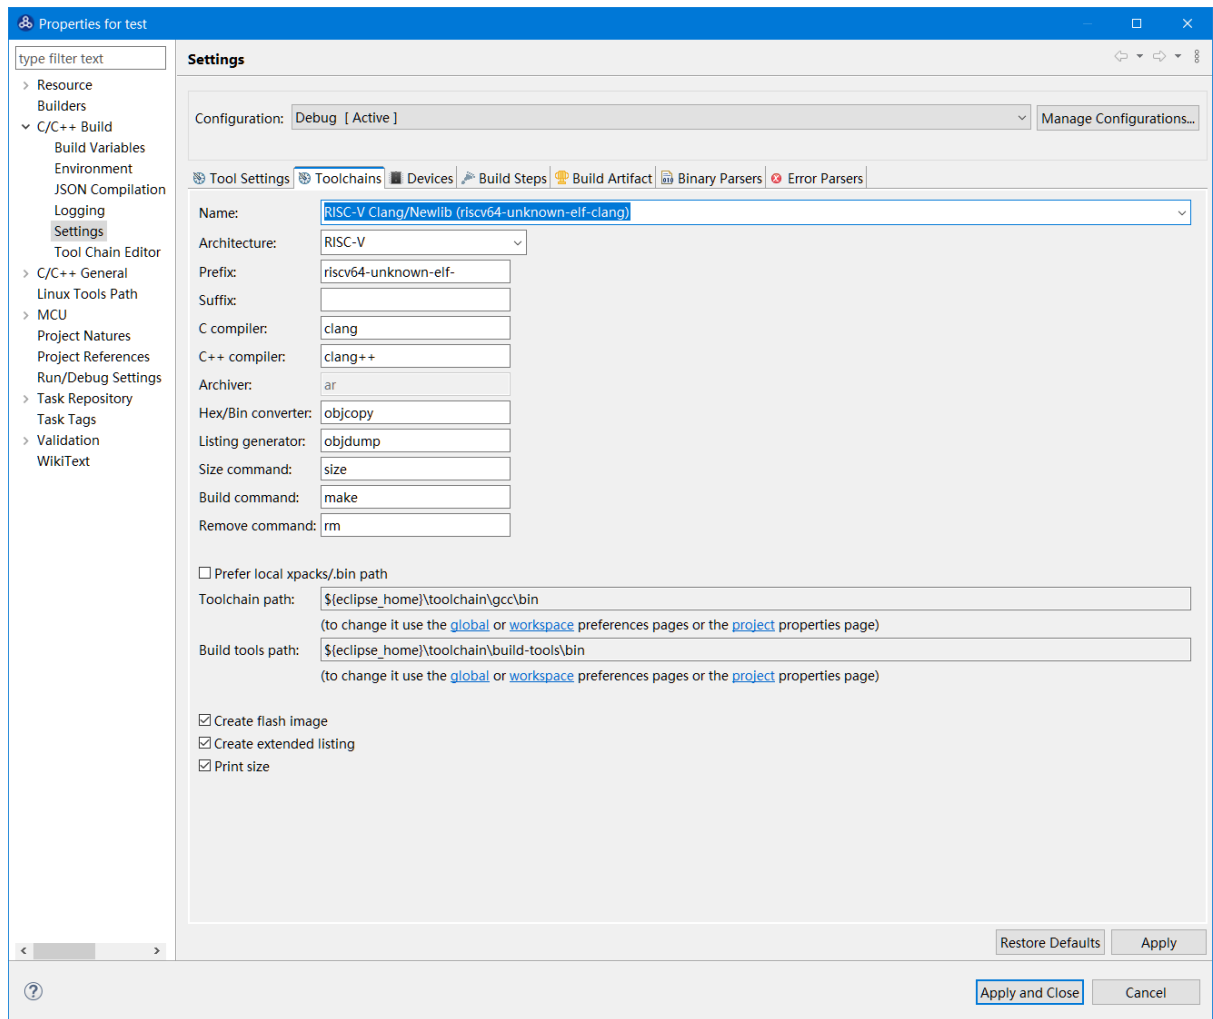 Properties for test
type filter text
Settings
Resource
Builders
C/C++ Build
Build Variables
Environment
JSON Compilation
Logging
Settings
Tool Chain Editor
C/C++ General
Linux Tools Path
MCU
Project Natures
Project References
Run/Debug Settings
Task Repository
Task Tags
Validation
WikiText
Configuration: Debug [ Active ] Manage Configurations...
Tool Settings Toolchains Devices Build Steps Build Artifact Binary Parsers Error Parsers
Name: RISC-V Clang/Newlib (riscv64-unknown-elf-clang)
Architecture: RISC-V
Prefix: riscv64-unknown-elf-
Suffix:
C compiler: clang
C++ compiler: clang++
Archiver: ar
Hex/Bin converter: objcopy
Listing generator: objdump
Size command: size
Build command: make
Remove command: rm
Prefer local xpacks/.bin path
Toolchain path: ${eclipse_home}\toolchain\gcc\bin
(to change it use the global or workspace preferences pages or the project properties page)
Build tools path: ${eclipse_home}\toolchain\build-tools\bin
(to change it use the global or workspace preferences pages or the project properties page)
Create flash image
Create extended listing
Print size
Restore Defaults Apply
? Apply and Close Cancel